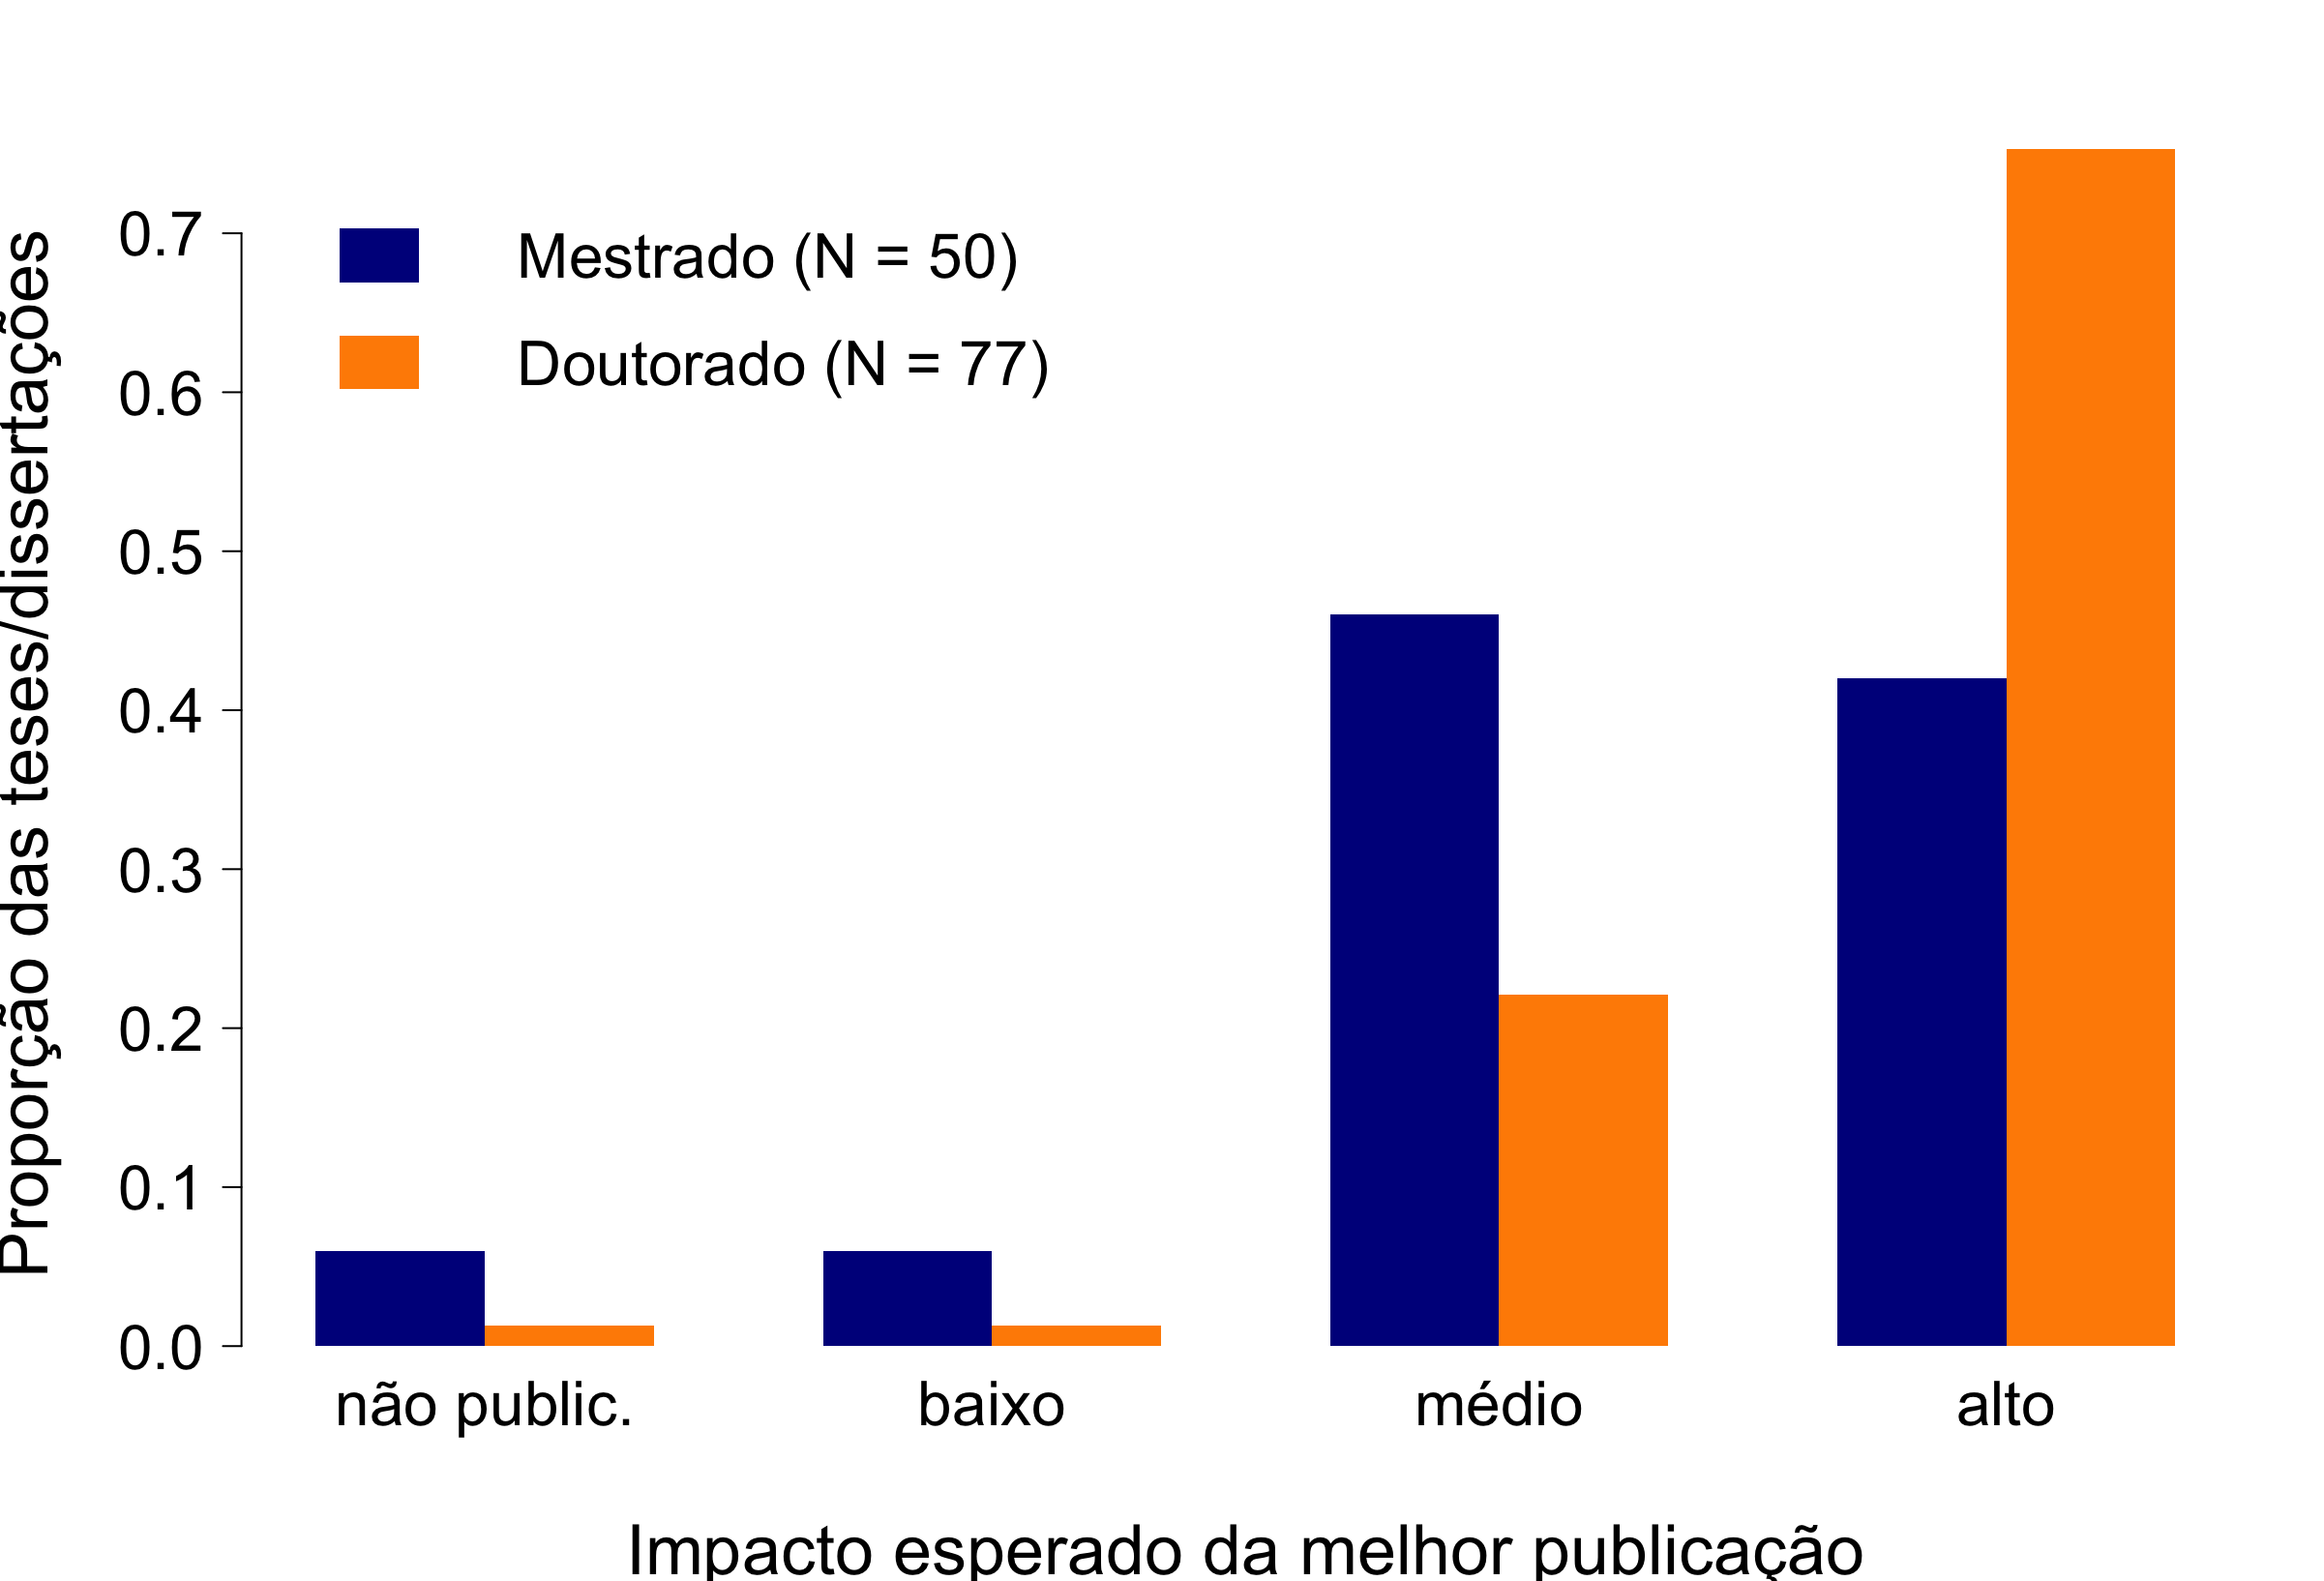 Proporção das teses/dissertações
0.7
0.6
0.5
0.4
0.3
0.2
0.1
0.0
Mestrado (N = 50)
Doutorado (N = 77)
não public.
baixo
médio
alto
Impacto esperado da melhor publicação